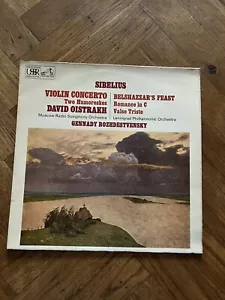 SIBELIUS
VIOLIN CONCERTO
Two Humoreskes
DAVID OISTRAKH
Moscow Radio Symphony Orchestra
BELSHAZZAR'S FEAST
Romance in C
Valse Triste
Leningrad Philharmonic Orchestra
GENNADY ROZHDESTVENSKY